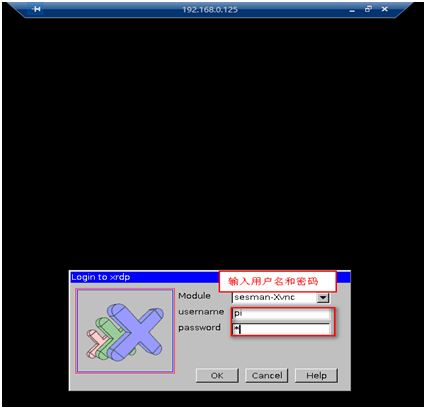 192.168.0.125
Login to xrdp
输入用户名和密码
Module
sesman-Xvnc
username
pi
password
*
OK
Cancel
Help